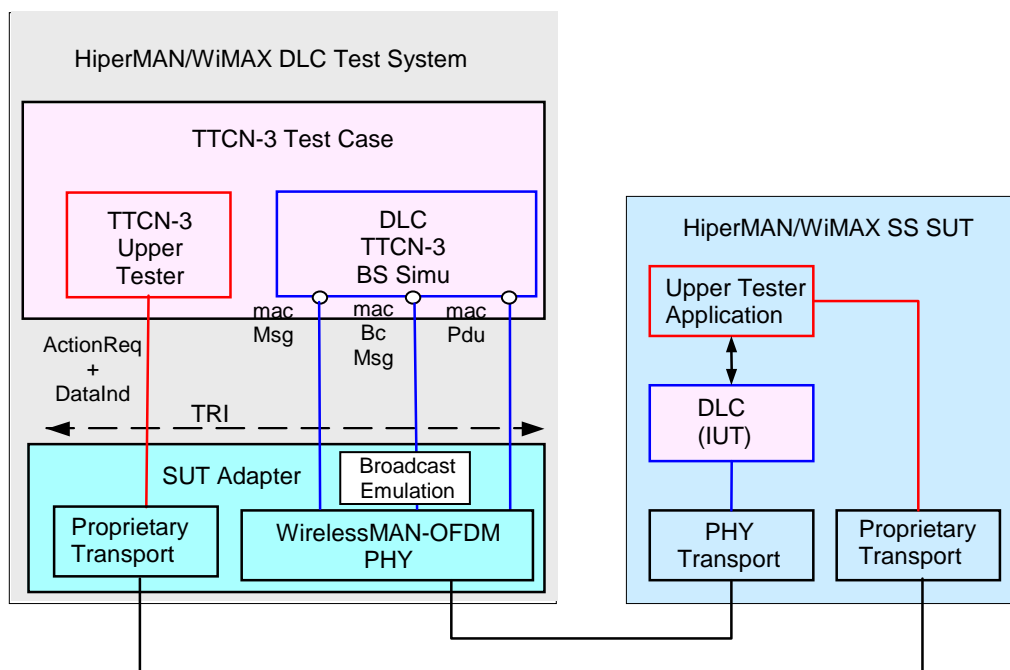 HiperMAN/WiMAX DLC Test System
TTCN-3 Test Case
TTCN-3
Upper
Tester
DLC
TTCN-3
BS Simu
mac
Msg
mac
Bc
Msg
mac
Pdu
ActionReq
+
DataInd
TRI
SUT Adapter
Broadcast
Emulation
Proprietary
Transport
WirelessMAN-OFDM
PHY
HiperMAN/WiMAX SS SUT
Upper Tester
Application
DLC
(IUT)
PHY
Transport
Proprietary
Transport